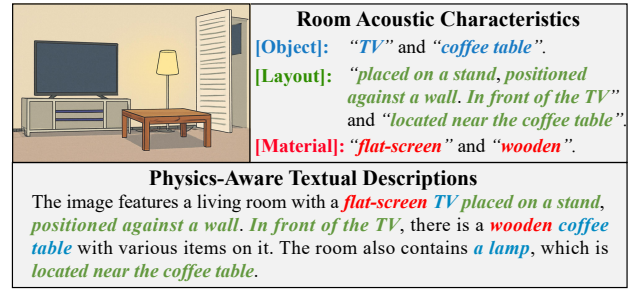 Room Acoustic Characteristics
[Object]: “TV” and “coffee table”.
[Layout]: “placed on a stand, positioned
against a wall. In front of the TV”
and “located near the coffee table”.
[Material]: “flat-screen” and “wooden”.
Physics-Aware Textual Descriptions
The image features a living room with a flat-screen TV placed on a stand,
positioned against a wall. In front of the TV, there is a wooden coffee
table with various items on it. The room also contains a lamp, which is
located near the coffee table.